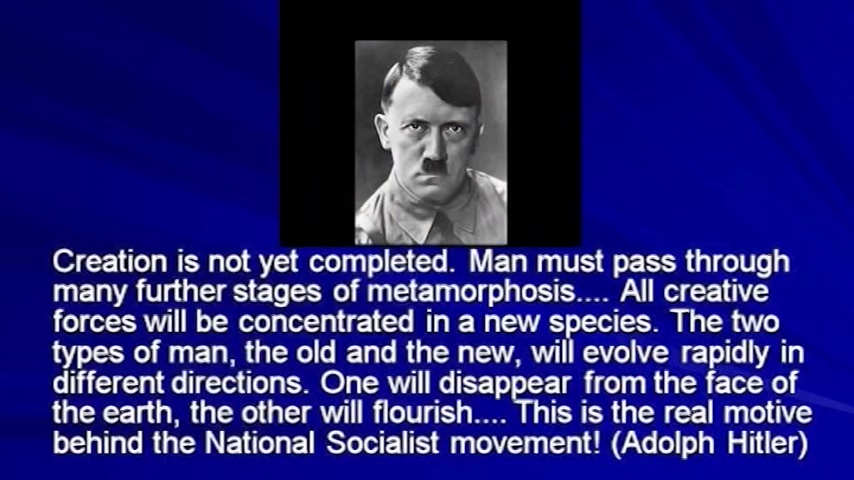 Creation is not yet completed. Man must pass through
many further stages of metamorphosis.... All creative
forces will be concentrated in a new species. The two
types of man, the old and the new, will evolve rapidly in
different directions. One will disappear from the face of
the earth, the other will flourish.... This is the real motive
behind the National Socialist movement! (Adolph Hitler)